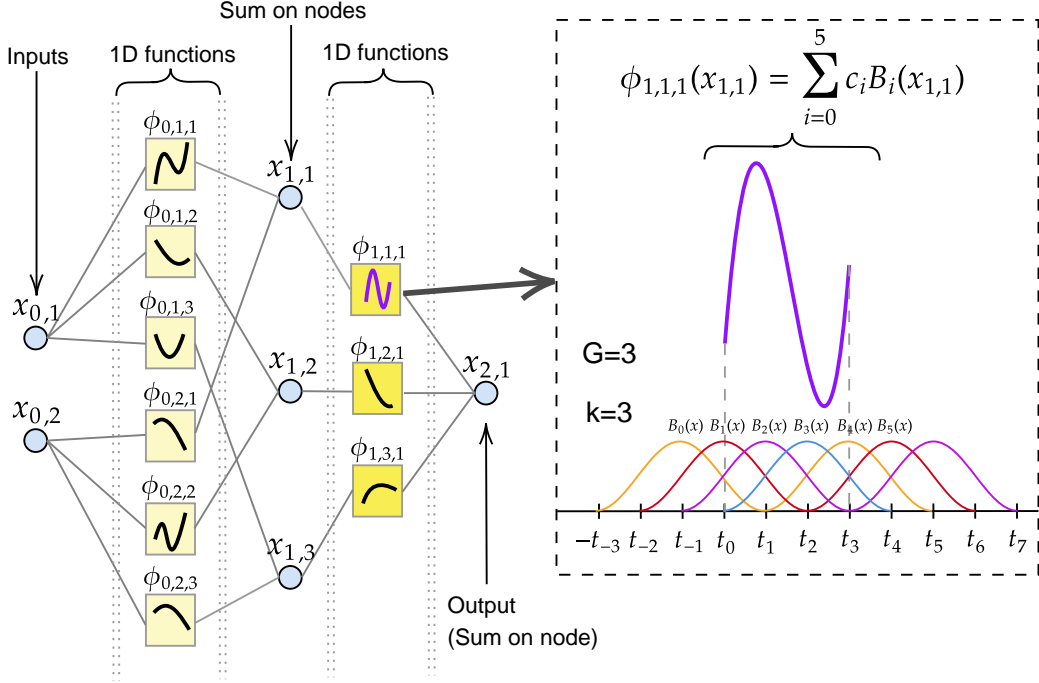 Sum on nodes
Inputs
1D functions
1D functions
ϕ0,1,1
ϕ0,1,2
ϕ0,1,3
ϕ0,2,1
ϕ0,2,2
ϕ0,2,3
x0,1
x0,2
x1,1
x1,2
x1,3
ϕ1,1,1
ϕ1,2,1
ϕ1,3,1
x2,1
Output
(Sum on node)
ϕ1,1,1(x1,1) = ∑_{i=0}^{5} c_i B_i(x1,1)
G=3
k=3
B0(x) B1(x) B2(x) B3(x) B4(x) B5(x)
−t−3 t−2 t−1 t0 t1 t2 t3 t4 t5 t6 t7